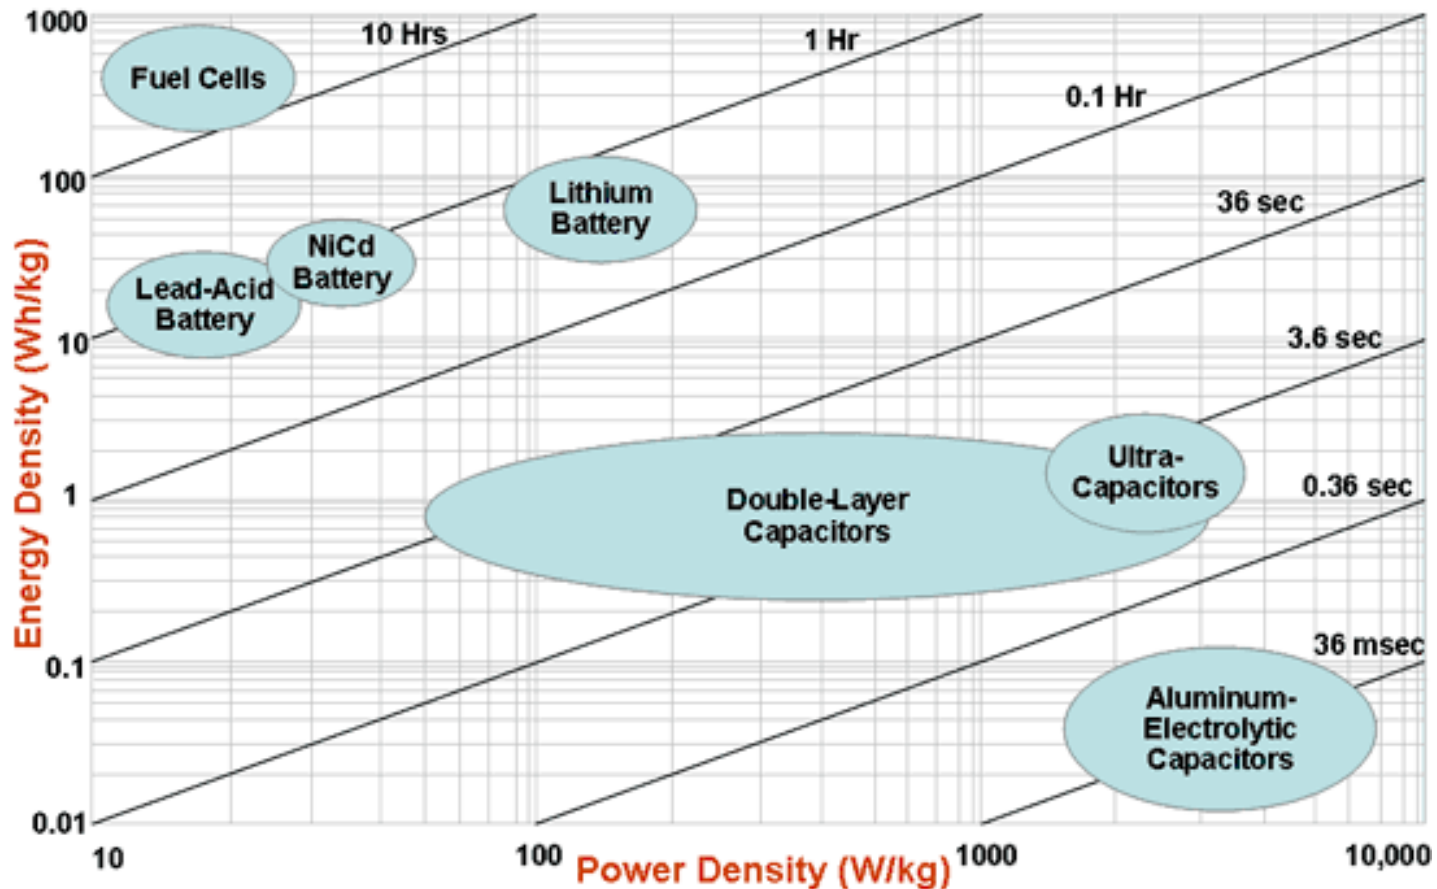 1000
10 Hrs
1 Hr
Fuel Cells
0.1 Hr
100
Lithium
Battery
36 sec
NiCd
Battery
Lead-Acid
Battery
10
3.6 sec
Ultra-
Capacitors
Double-Layer
Capacitors
1
0.36 sec
Energy Density (Wh/kg)
0.1
36 msec
Aluminum-
Electrolytic
Capacitors
0.01
10
100
Power Density (W/kg)
1000
10,000